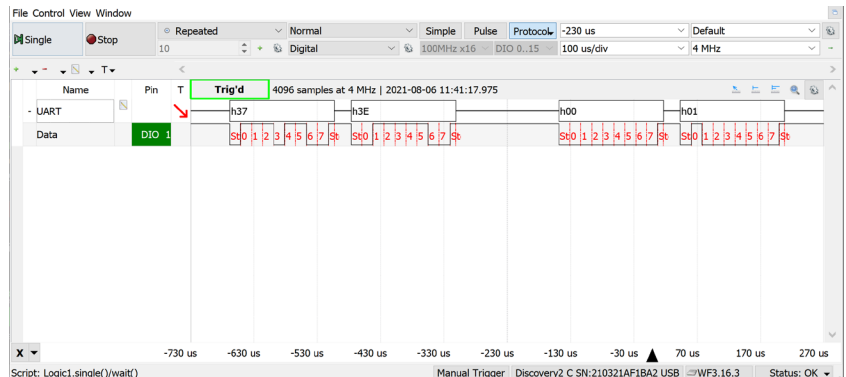 File Control View Window
Single Stop Repeated Normal Simple Pulse Protocol -230 us Default
10 Digital 100MHz x16 DIO 0..15 100 us/div 4 MHz
+ - T
Name Pin T Trig'd 4096 samples at 4 MHz | 2021-08-06 11:41:17.975
- UART h37 h3E h00 h01
Data DIO 1 St 0 1 2 3 4 5 6 7 St St 0 1 2 3 4 5 6 7 St St 0 1 2 3 4 5 6 7 St St 0 1 2 3 4 5 6 7 St
X -730 us -630 us -530 us -430 us -330 us -230 us -130 us -30 us 70 us 170 us 270 us
Script: Logic1.single()/wait() Manual Trigger Discovery2 C SN:210321AF1BA2 USB WF3.16.3 Status: OK